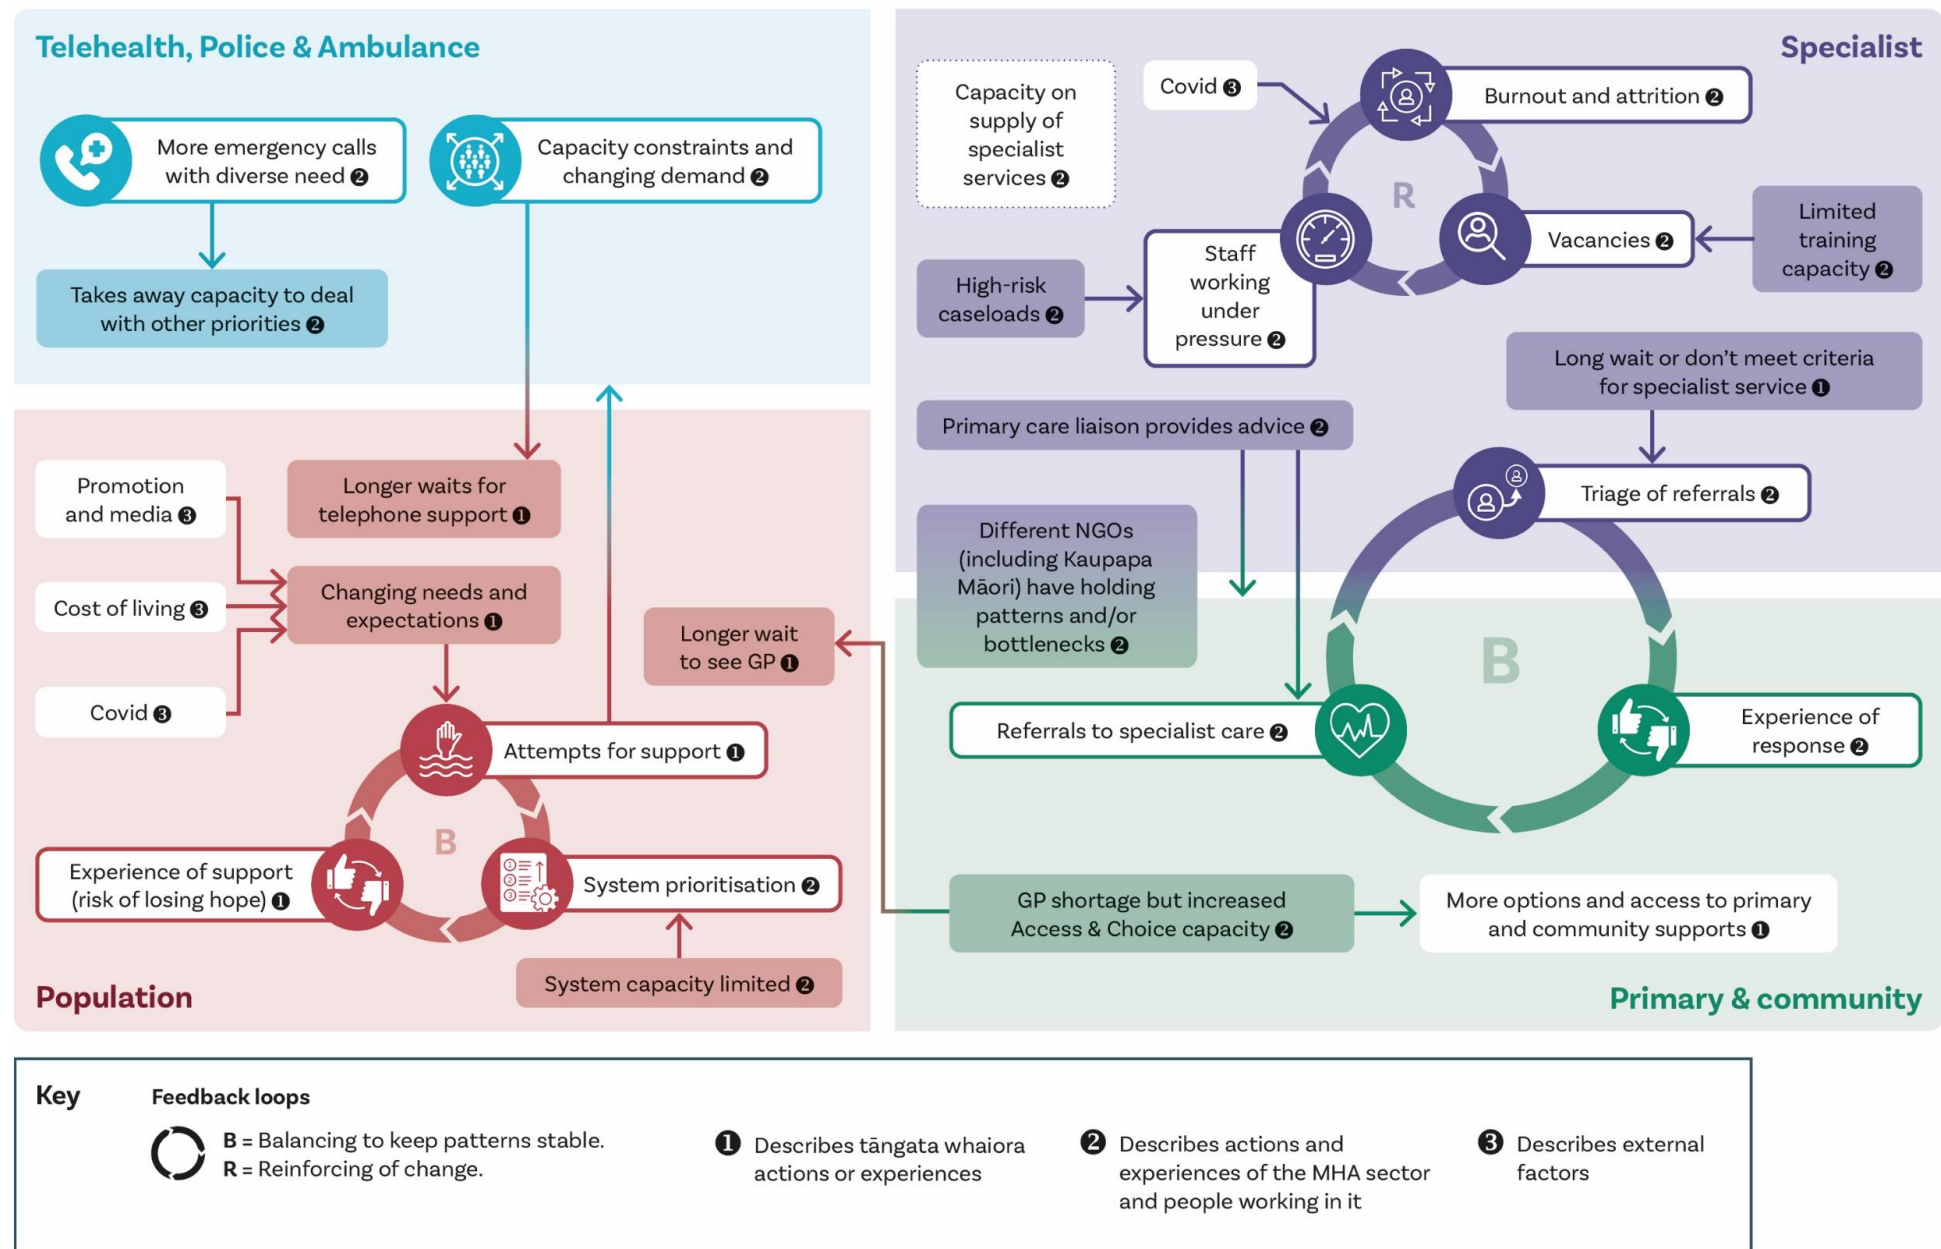 Telehealth, Police & Ambulance
More emergency calls
with diverse need ❷
Capacity constraints and
changing demand ❷
Takes away capacity to deal
with other priorities ❷
Specialist
Capacity on
supply of
specialist
services ❷
Covid ❸
Burnout and attrition ❷
R
Vacancies ❷
Limited
training
capacity ❷
Staff
working
under
pressure ❷
High-risk
caseloads ❷
Long wait or don’t meet criteria
for specialist service ❶
Primary care liaison provides advice ❷
Triage of referrals ❷
Different NGOs
(including Kaupapa
Māori) have holding
patterns and/or
bottlenecks ❷
B
Referrals to specialist care ❷
Experience of
response ❷
GP shortage but increased
Access & Choice capacity ❷
More options and access to primary
and community supports ❶
Primary & community
Promotion
and media ❸
Longer waits for
telephone support ❶
Cost of living ❸
Changing needs and
expectations ❶
Longer wait
to see GP ❶
Covid ❸
Attempts for support ❶
B
Experience of support
(risk of losing hope) ❶
1
2
3
System prioritisation ❷
System capacity limited ❷
Population
Key
Feedback loops
B = Balancing to keep patterns stable.
R = Reinforcing of change.
❶ Describes tāngata whaiora
actions or experiences
❷ Describes actions and
experiences of the MHA sector
and people working in it
❸ Describes external
factors